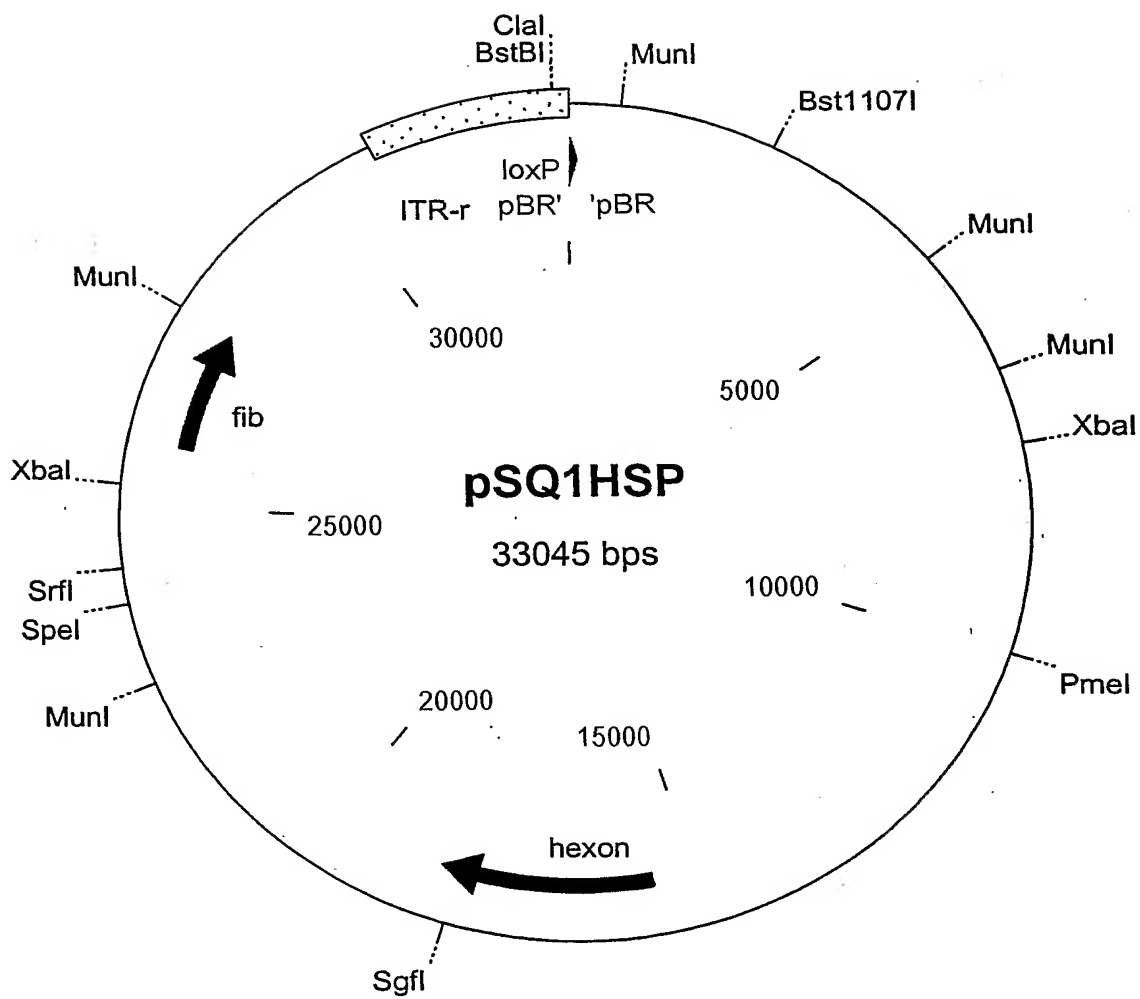 ClaI
BstBI
MunI
Bst1107I
loxP
ITR-r pBR' 'pBR
MunI
MunI
30000
MunI
5000
XbaI
fib
XbaI
pSQ1HSP
25000
33045 bps
SrfI
10000
SpeI
PmeI
MunI
20000
15000
hexon
SgfI